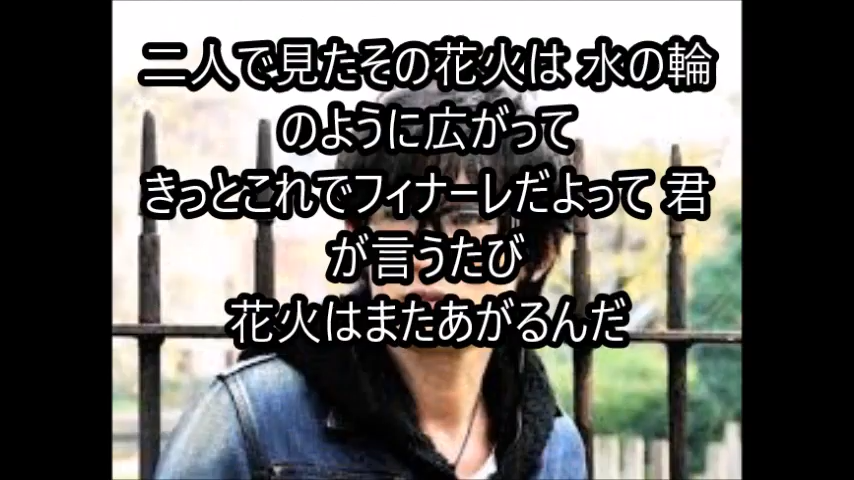 二人で見たその花火は 水の輪
のように広がって
きっとこれでフィナーレだよって 君
が言うたび
花火はまたあがるんだ